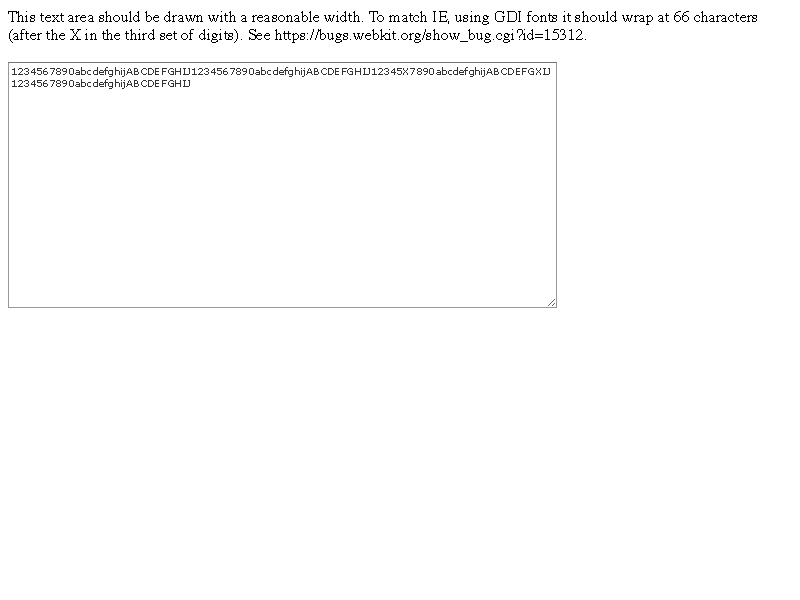 This text area should be drawn with a reasonable width. To match IE, using GDI fonts it should wrap at 66 characters
(after the X in the third set of digits). See https://bugs.webkit.org/show_bug.cgi?id=15312.
1234567890abcdefghijABCDEFGHIJ1234567890abcdefghijABCDEFGHIJ12345X7890abcdefghijABCDEFGXIJ
1234567890abcdefghijABCDEFGHIJ